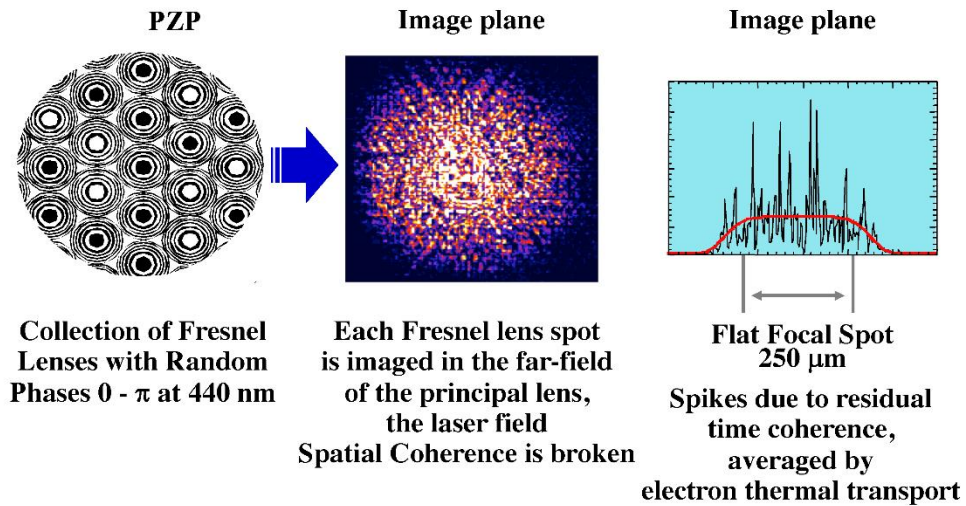 PZP
Image plane
Image plane
Collection of Fresnel
Lenses with Random
Phases 0 - π at 440 nm
Each Fresnel lens spot
is imaged in the far-field
of the principal lens,
the laser field
Spatial Coherence is broken
Flat Focal Spot
250 μm
Spikes due to residual
time coherence,
averaged by
electron thermal transport